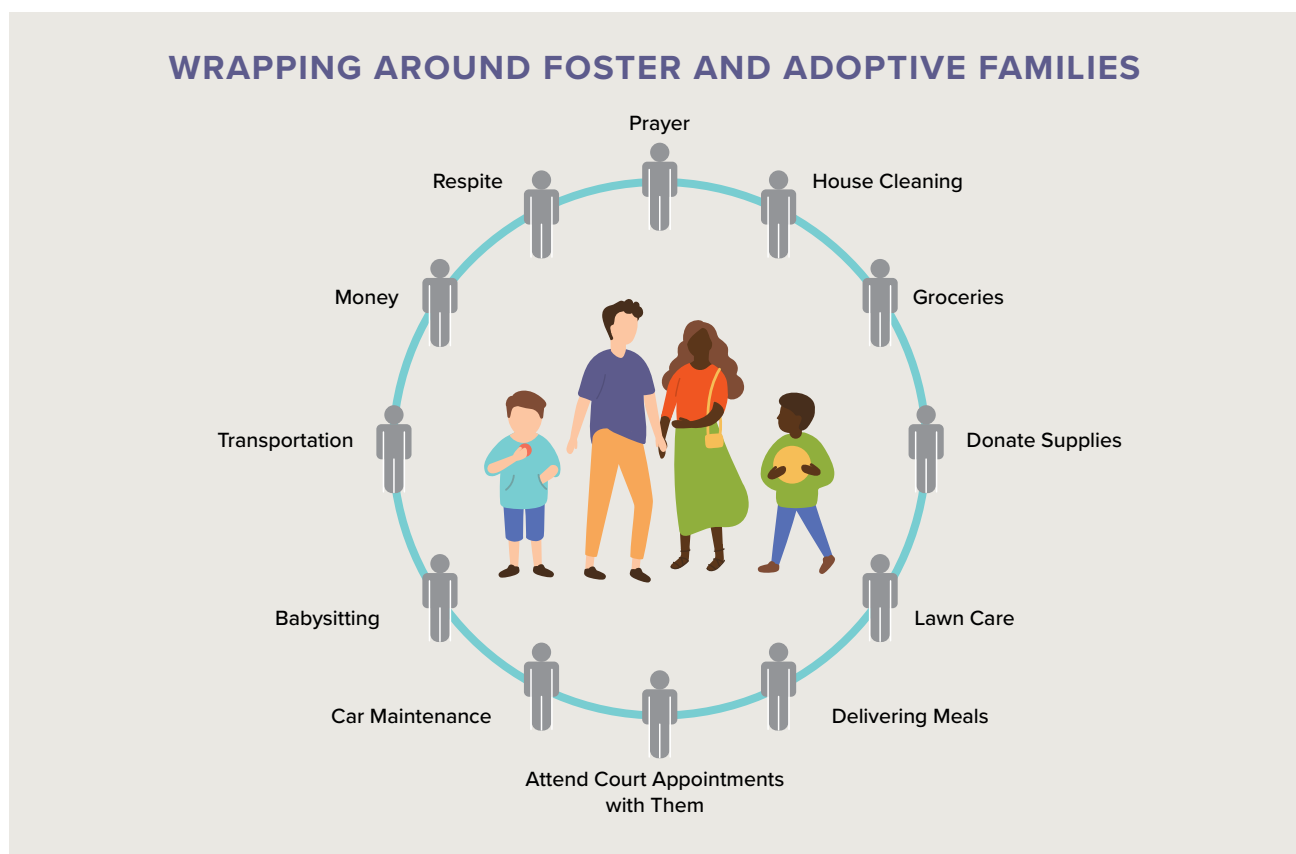 WRAPPING AROUND FOSTER AND ADOPTIVE FAMILIES
Prayer
Respite
House Cleaning
Money
Groceries
Transportation
Donate Supplies
Babysitting
Lawn Care
Car Maintenance
Delivering Meals
Attend Court Appointments
with Them